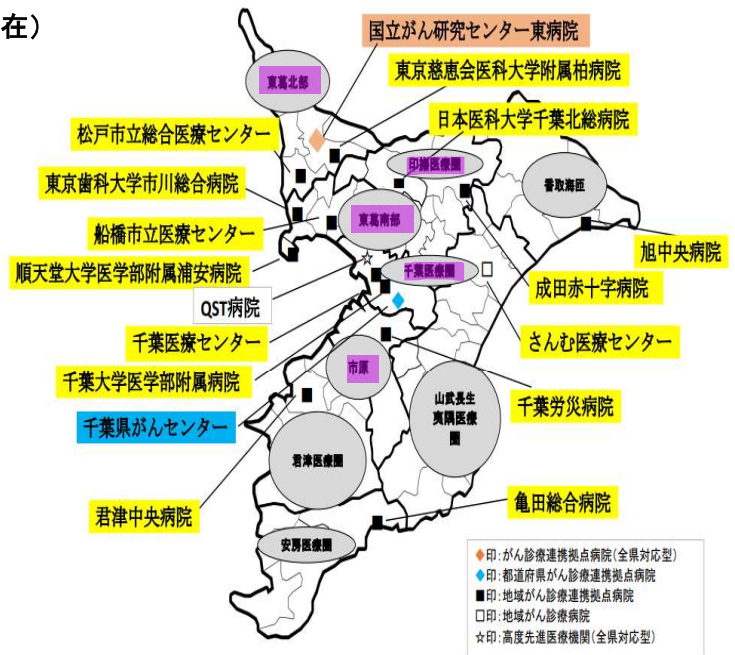 在）
国立がん研究センター東病院
東京慈恵会医科大学附属柏病院
東葛北部
日本医科大学千葉北総病院
松戸市立総合医療センター
印旛医療圏
東京歯科大学市川総合病院
香取海匝
船橋市立医療センター
東葛南部
旭中央病院
順天堂大学医学部附属浦安病院
千葉医療圏
成田赤十字病院
QST病院
千葉医療センター
さんむ医療センター
千葉大学医学部附属病院
市原
千葉労災病院
山武長生
夷隅医療
圏
千葉県がんセンター
君津医療圏
君津中央病院
亀田総合病院
安房医療圏
◆印:がん診療連携拠点病院(全県対応型)
◆印:都道府県がん診療連携拠点病院
■印:地域がん診療連携拠点病院
□印:地域がん診療病院
☆印:高度先進医療機関(全県対応型)